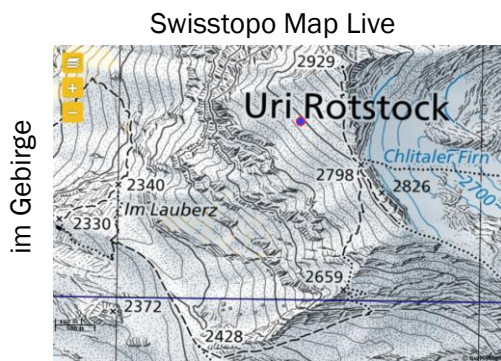 Swisstopo Map Live
im Gebirge
2929
Uri Rotstock
Chlitaler Firn
2798
2826
2700
2340
Im Lauberz
2330
2659
2372
2428